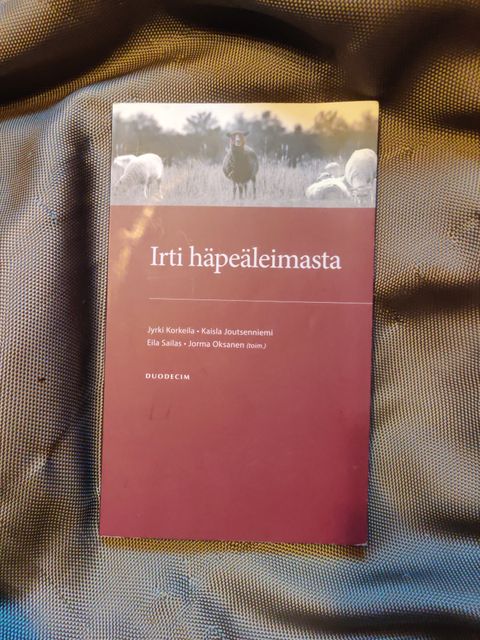 Irti häpeäleimasta
Jyrki Korkeila • Kaisla Joutsenniemi
Eila Sailas • Jorma Oksanen (toim.)
DUODECIM